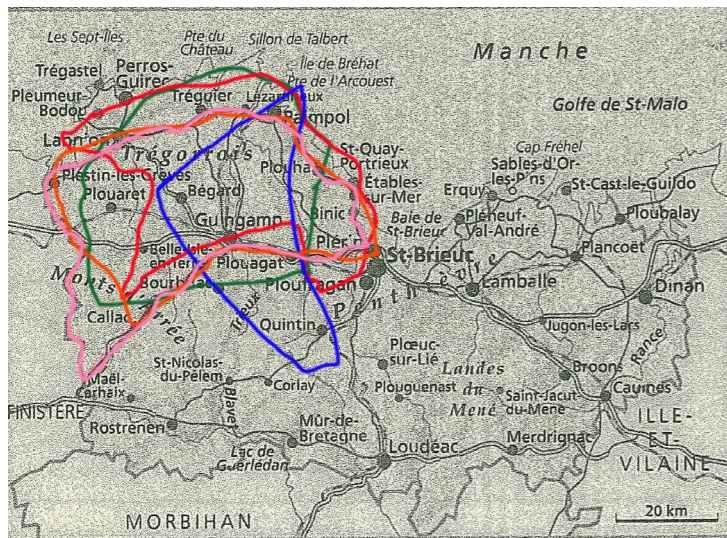 Les Sept-Iles
Pte du
Château
Sillon de Talbert
Manche
Trégastel
Perros-
Guirec
Île de Bréhat
Pte de l'Arcouest
Pleumeur-
Bodou
Tréguier
Lézardrieux
Paimpol
Golfe de St-Malo
Lannion
Trégorrois
St-Quay-
Portrieux
Cap Fréhel
Sables-d'Or-
les-Pins
Plestin-les-Grèves
Plouha
Étables-
sur-Mer
Erquy
St-Cast-le-Guildo
Plouaret
Bégard
Binic
Baie de
St-Brieuc
Pléneuf-
Val-André
Ploubalay
Guingamp
Plérin
St-Brieuc
Plancoët
Belle-Isle-
en-Terre
Plouagat
Ploufragan
Penthièvre
Lamballe
Dinan
Monts
Arrée
Callac
Quintin
Jugon-les-Lars
Plœuc-
sur-Lié
Rance
St-Nicolas-
du-Pélem
Corlay
Landes
du
Mené
Broons
Maël-
Carhaix
Plouguenast
Saint-Jacut
du-Mené
Caulnes
FINISTÈRE
Blavet
Rostrenen
Mûr-de-
Bretagne
Loudéac
Merdrignac
ILLE-
ET-
VILAINE
Lac de
Guerlédan
MORBIHAN
20 km